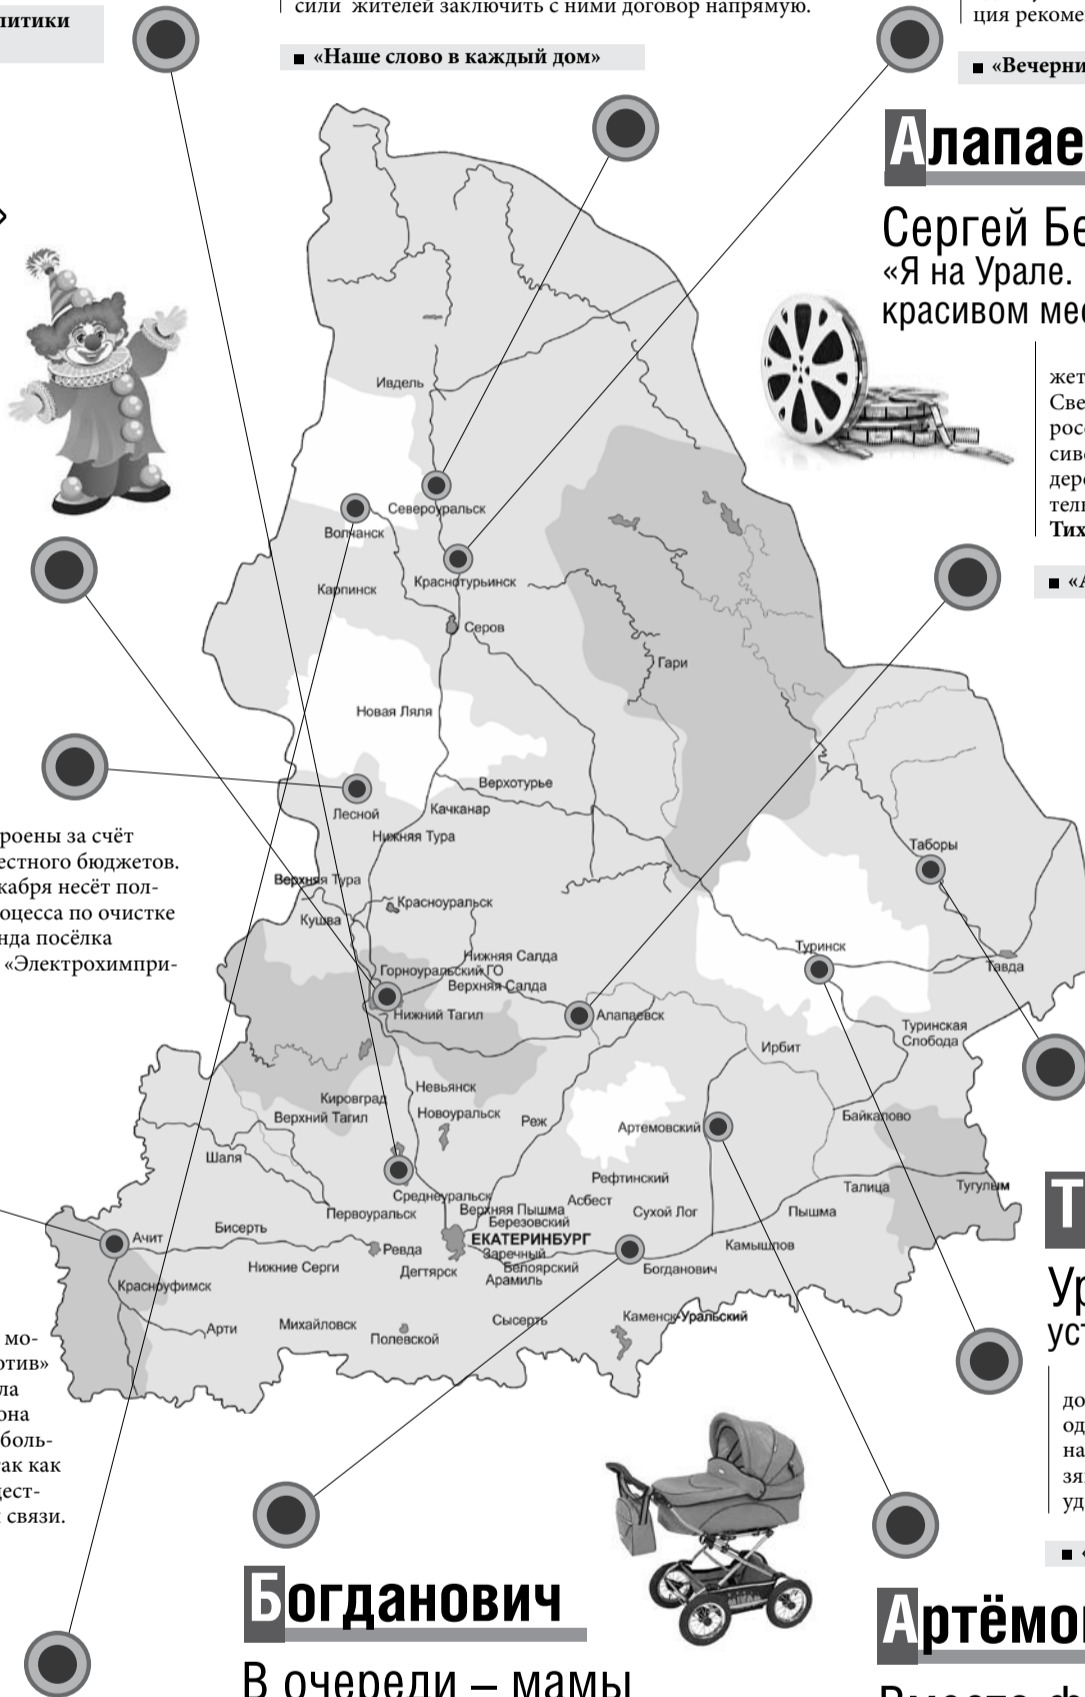 сили жителей заключить с ними договор напрямую.
«Наше слово в каждый дом»
Ивдель
Североуральск
Волчанск
Краснотурьинск
Карпинск
Серов
Гари
Новая Ляля
Верхотурье
Лесной
Качканар
Нижняя Тура
Таборы
Верхняя Тура
Красноуральск
Кушва
Туринск
Нижняя Салда
Тавда
Горноуральский ГО
Верхняя Салда
Нижний Тагил
Алапаевск
Туринская
Слобода
Ирбит
Невьянск
Кировград
Новоуральск
Верхний Тагил
Реж
Артемовский
Байкалово
Шаля
Рефтинский
Талица
Тугулым
Среднеуральск
Асбест
Верхняя Пышма
Первоуральск
Сухой Лог
Пышма
Березовский
Бисерть
Ачит
ЕКАТЕРИНБУРГ
Ревда
Заречный
Камышлов
Нижние Серги
Дегтярск
Белоярский
Богданович
Арамиль
Красноуфимск
Арти
Михайловск
Полевской
Сысерть
Каменск-Уральский
роены за счёт
естного бюджетов.
кабря несёт пол-
оцесса по очистке
нда посёлка
«Электрохимпри-
мо-
отив»
ла
она
боль-
ак как
цест-
связи.
Богданович
В очереди – мамы
литики
ция рекоме
«Вечерни
Алапае
Сергей Бе
«Я на Урале.
красивом мес
жет
Све
рос
сив
дер
тел
Тих
«А
Т
Ур
ус
до
од
на
зя
уд
Артёмо